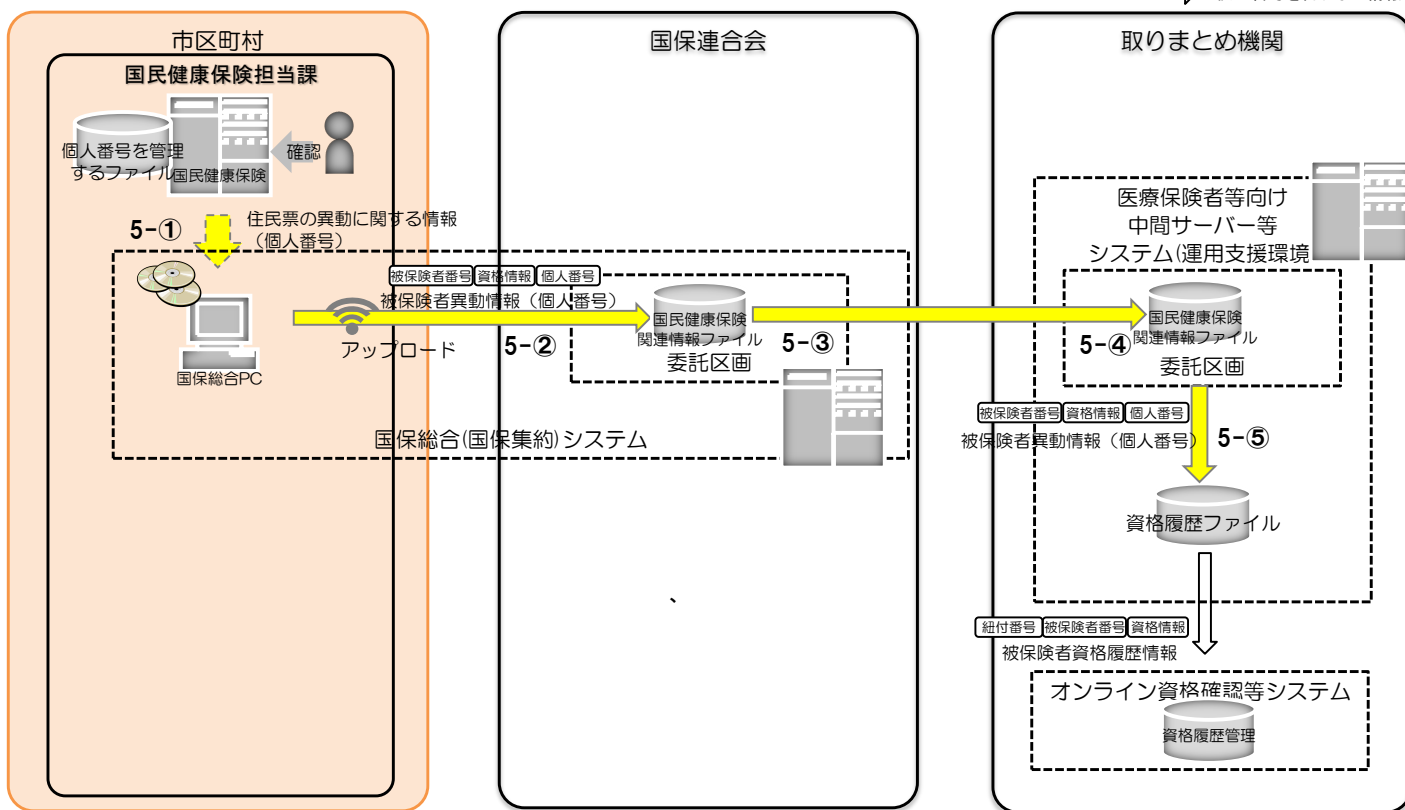 市区町村
国民健康保険担当課
個人番号を管理
するファイル
国民健康保険
確認
5-①
住民票の異動に関する情報
（個人番号）
国保総合PC
被保険者番号 資格情報 個人番号
被保険者異動情報（個人番号）
アップロード
5-②
国保連合会
国民健康保険
関連情報ファイル
委託区画
5-③
国保総合(国保集約)システム
、
取りまとめ機関
医療保険者等向け
中間サーバー等
システム(運用支援環境
国民健康保険
関連情報ファイル
5-④
委託区画
被保険者番号 資格情報 個人番号
被保険者異動情報（個人番号）
5-⑤
資格履歴ファイル
紐付番号 被保険者番号 資格情報
被保険者資格履歴情報
オンライン資格確認等システム
資格履歴管理